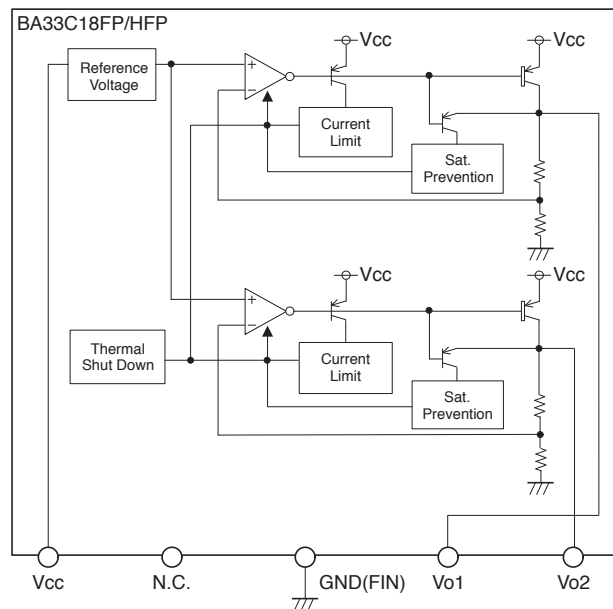 BA33C18FP/HFP
Vcc
Vcc
Reference
Voltage
+
−
Current
Limit
Sat.
Prevention
Vcc
Vcc
+
−
Thermal
Shut Down
Current
Limit
Sat.
Prevention
Vcc
N.C.
GND(FIN)
Vo1
Vo2